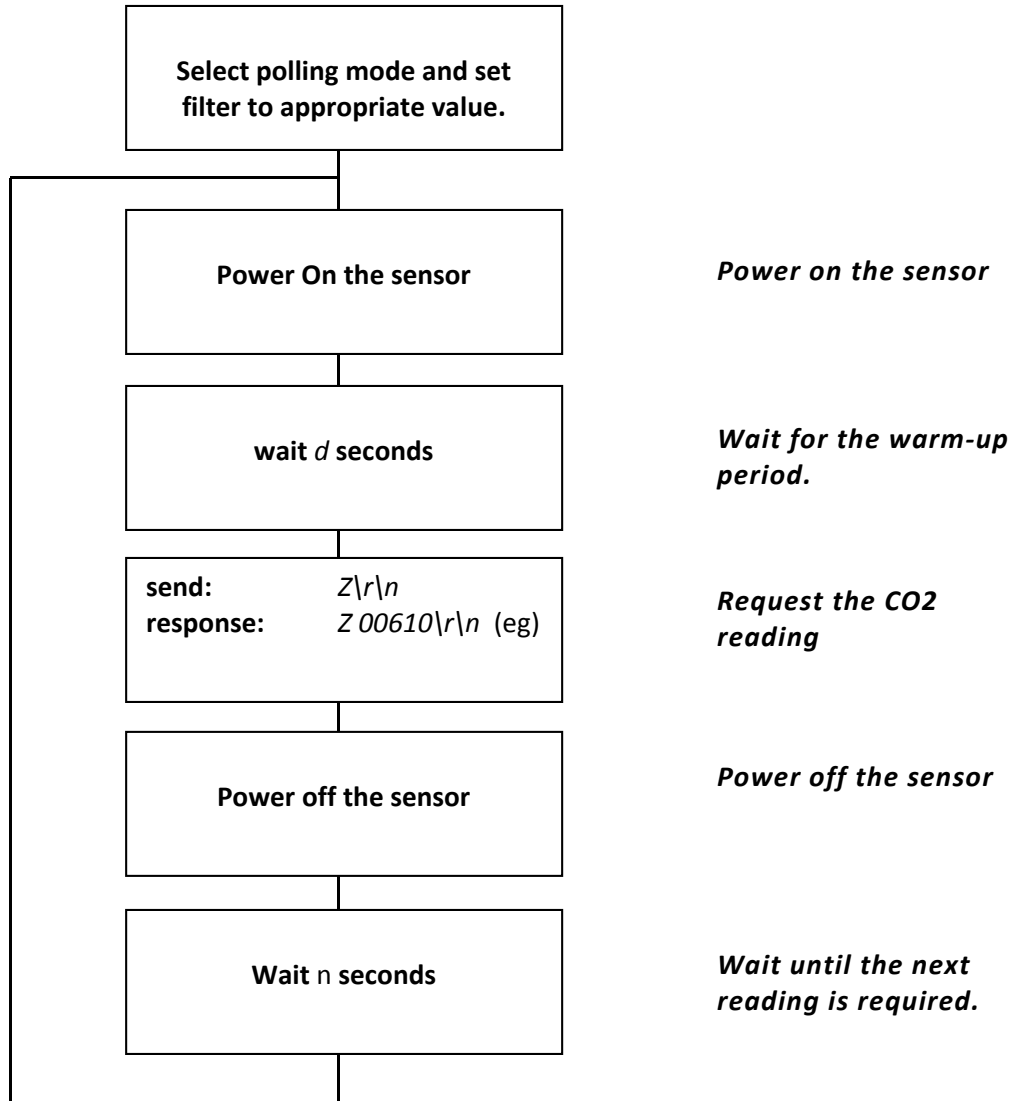 Select polling mode and set
filter to appropriate value.
Power On the sensor
Power on the sensor
wait d seconds
Wait for the warm-up
period.
send: Z\r\n
response: Z 00610\r\n (eg)
Request the CO2
reading
Power off the sensor
Power off the sensor
Wait n seconds
Wait until the next
reading is required.